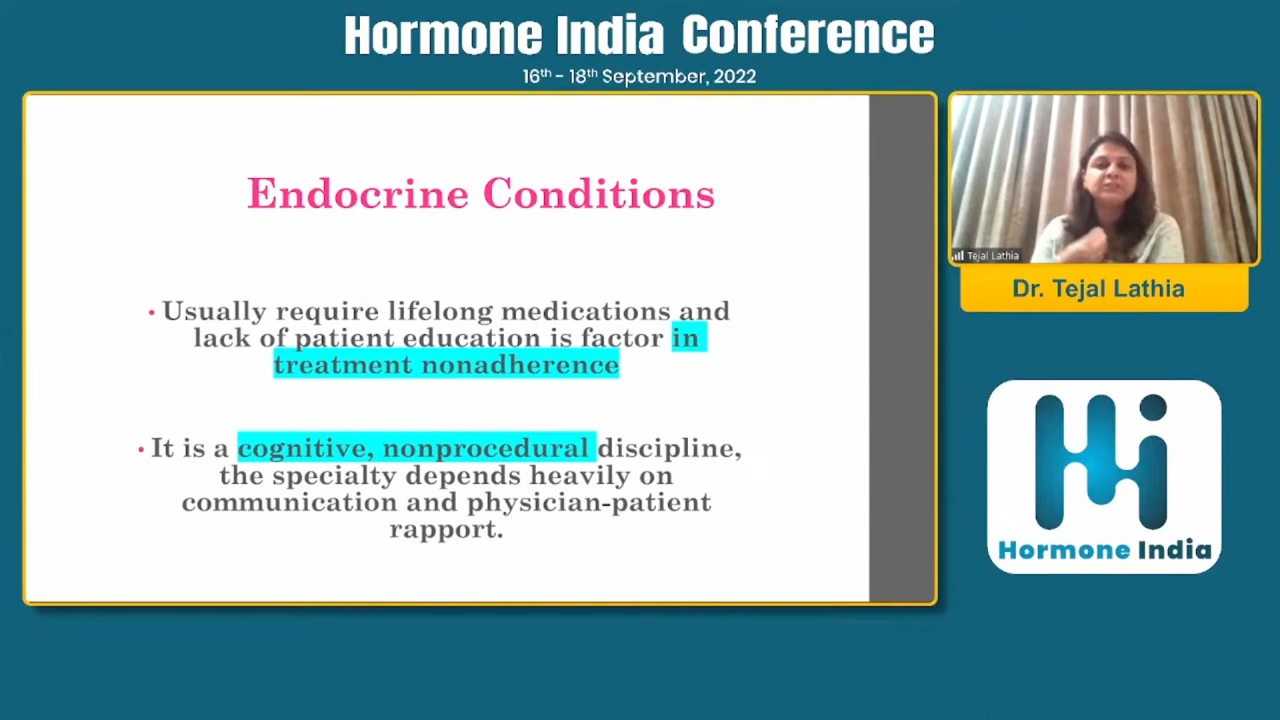 Hormone India Conference
16th - 18th September, 2022
Endocrine Conditions
• Usually require lifelong medications and
lack of patient education is factor in
treatment nonadherence
• It is a cognitive, nonprocedural discipline,
the specialty depends heavily on
communication and physician-patient
rapport.
Tejal Lathia
Dr. Tejal Lathia
Hi
Hormone India